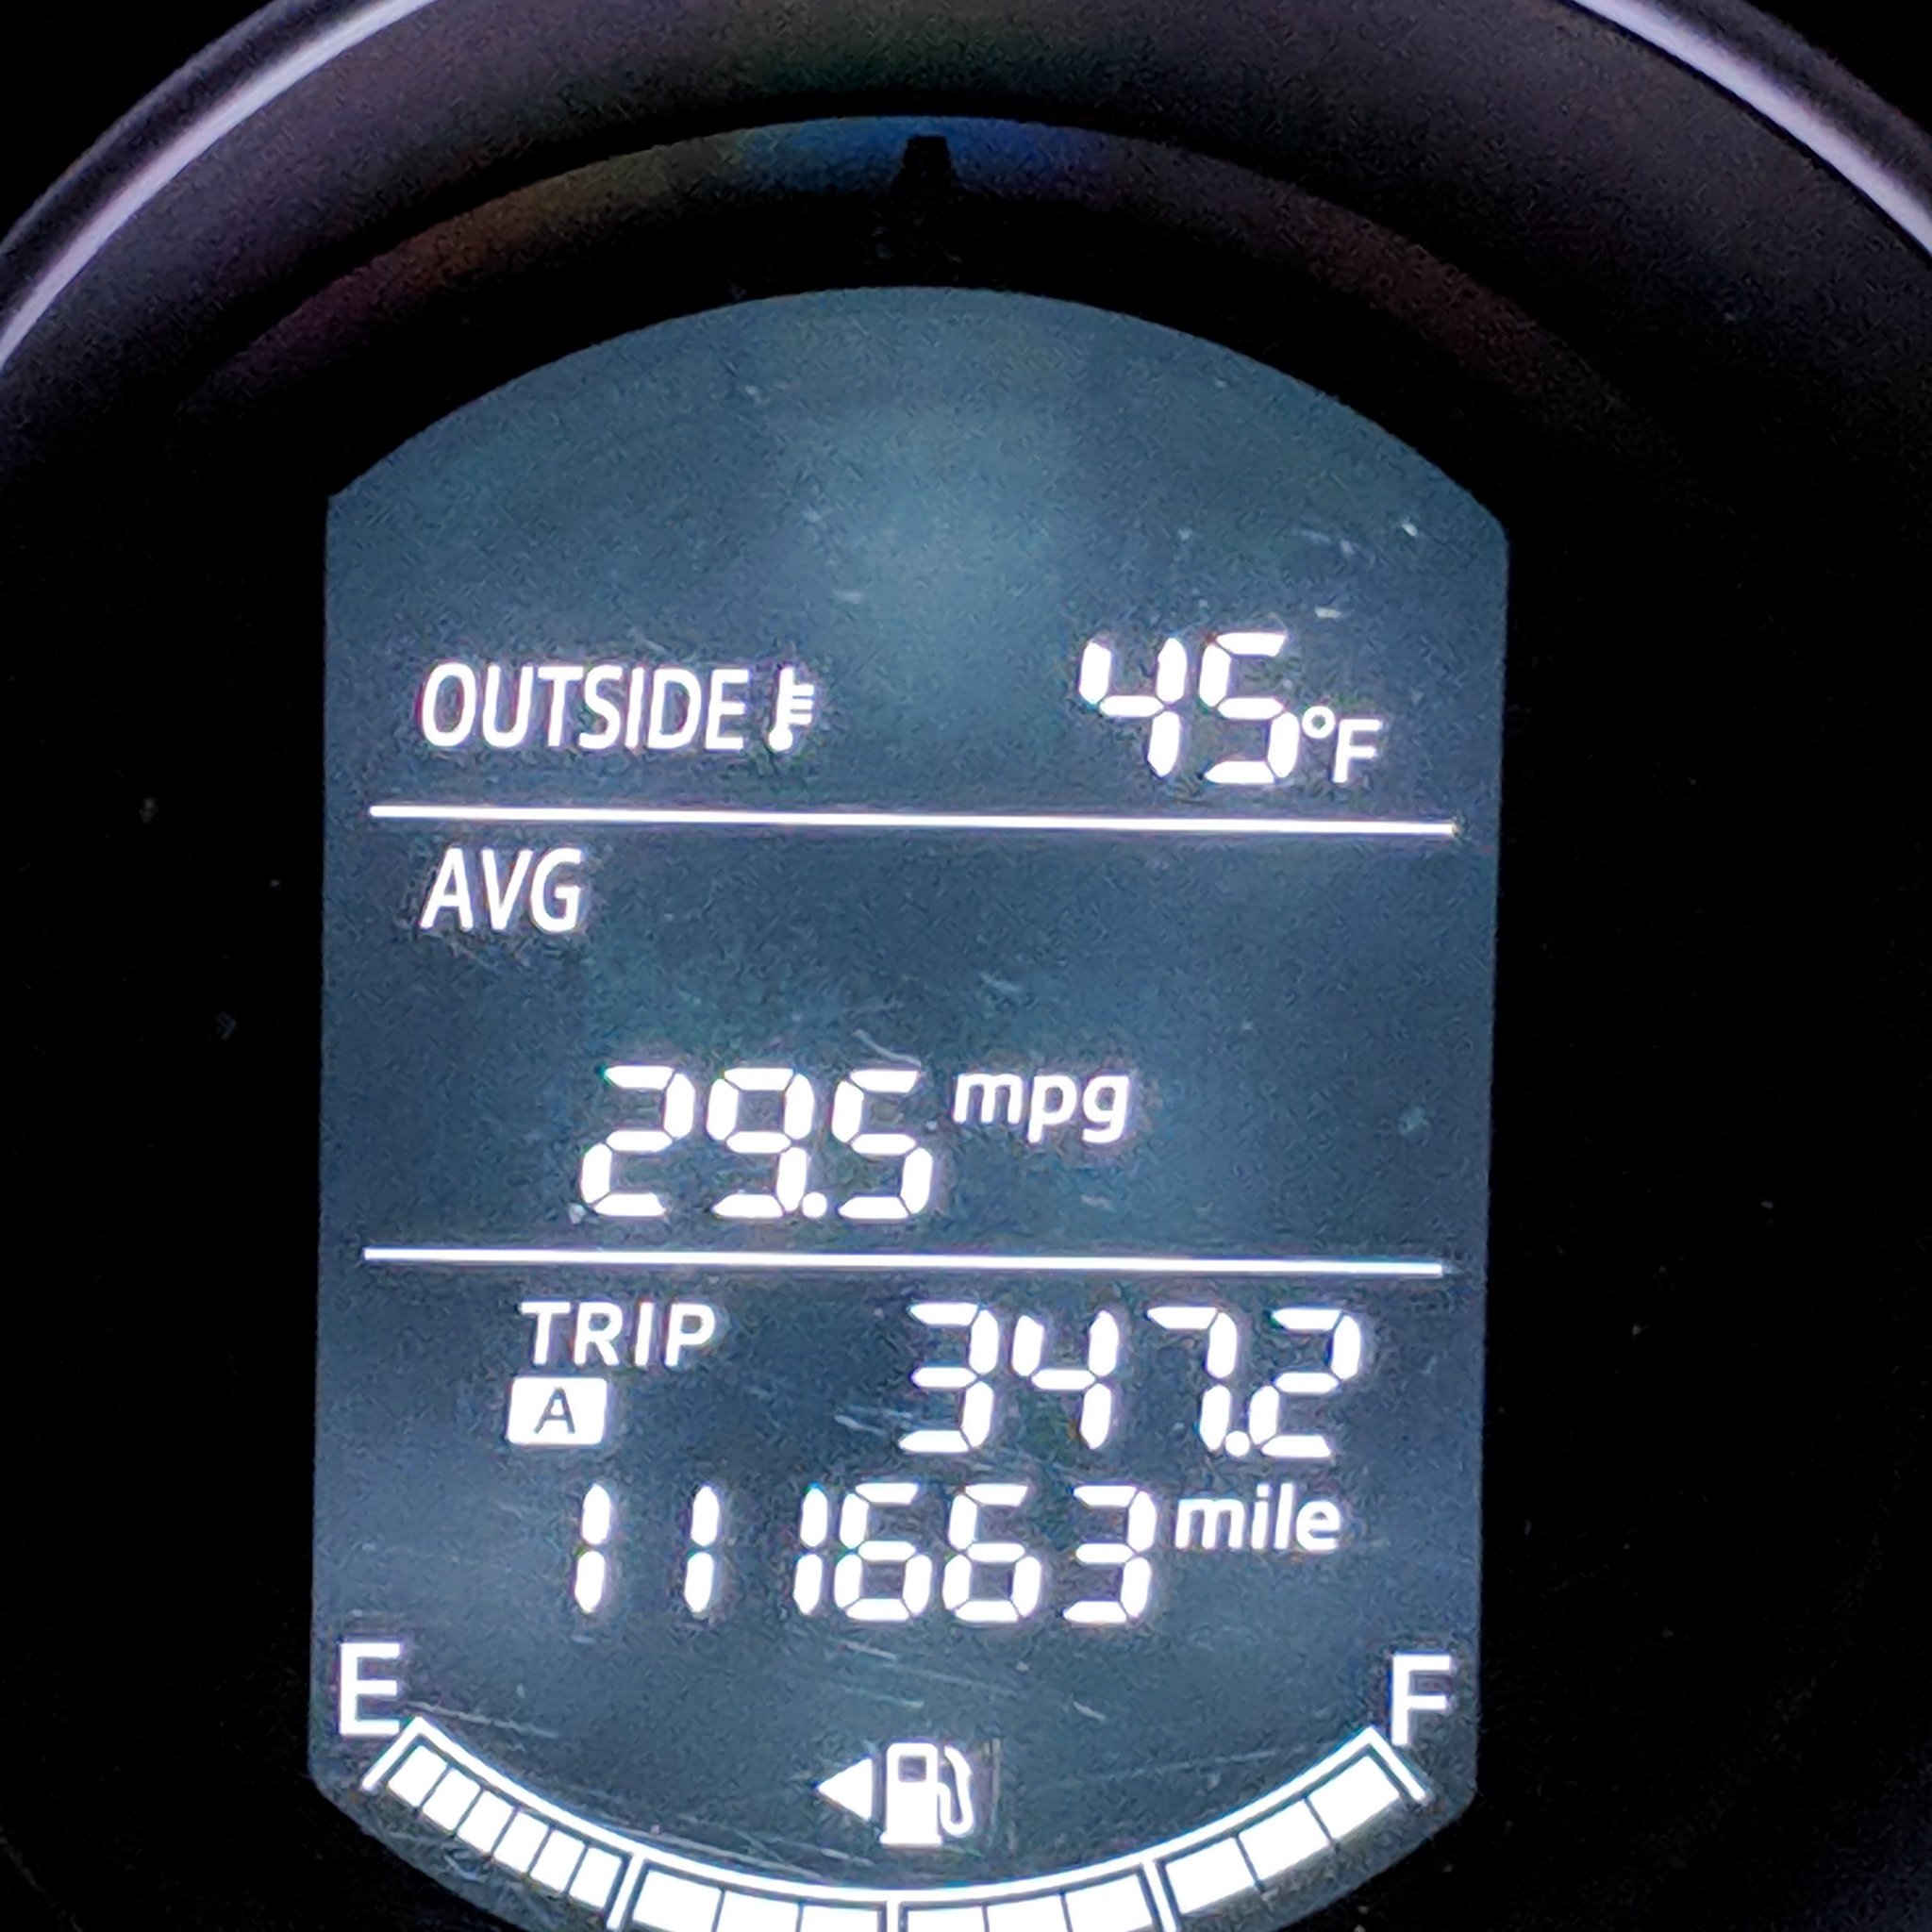 OUTSIDE 45°F
AVG
29.5 mpg
TRIP 347.2
A
111663 mile
E F